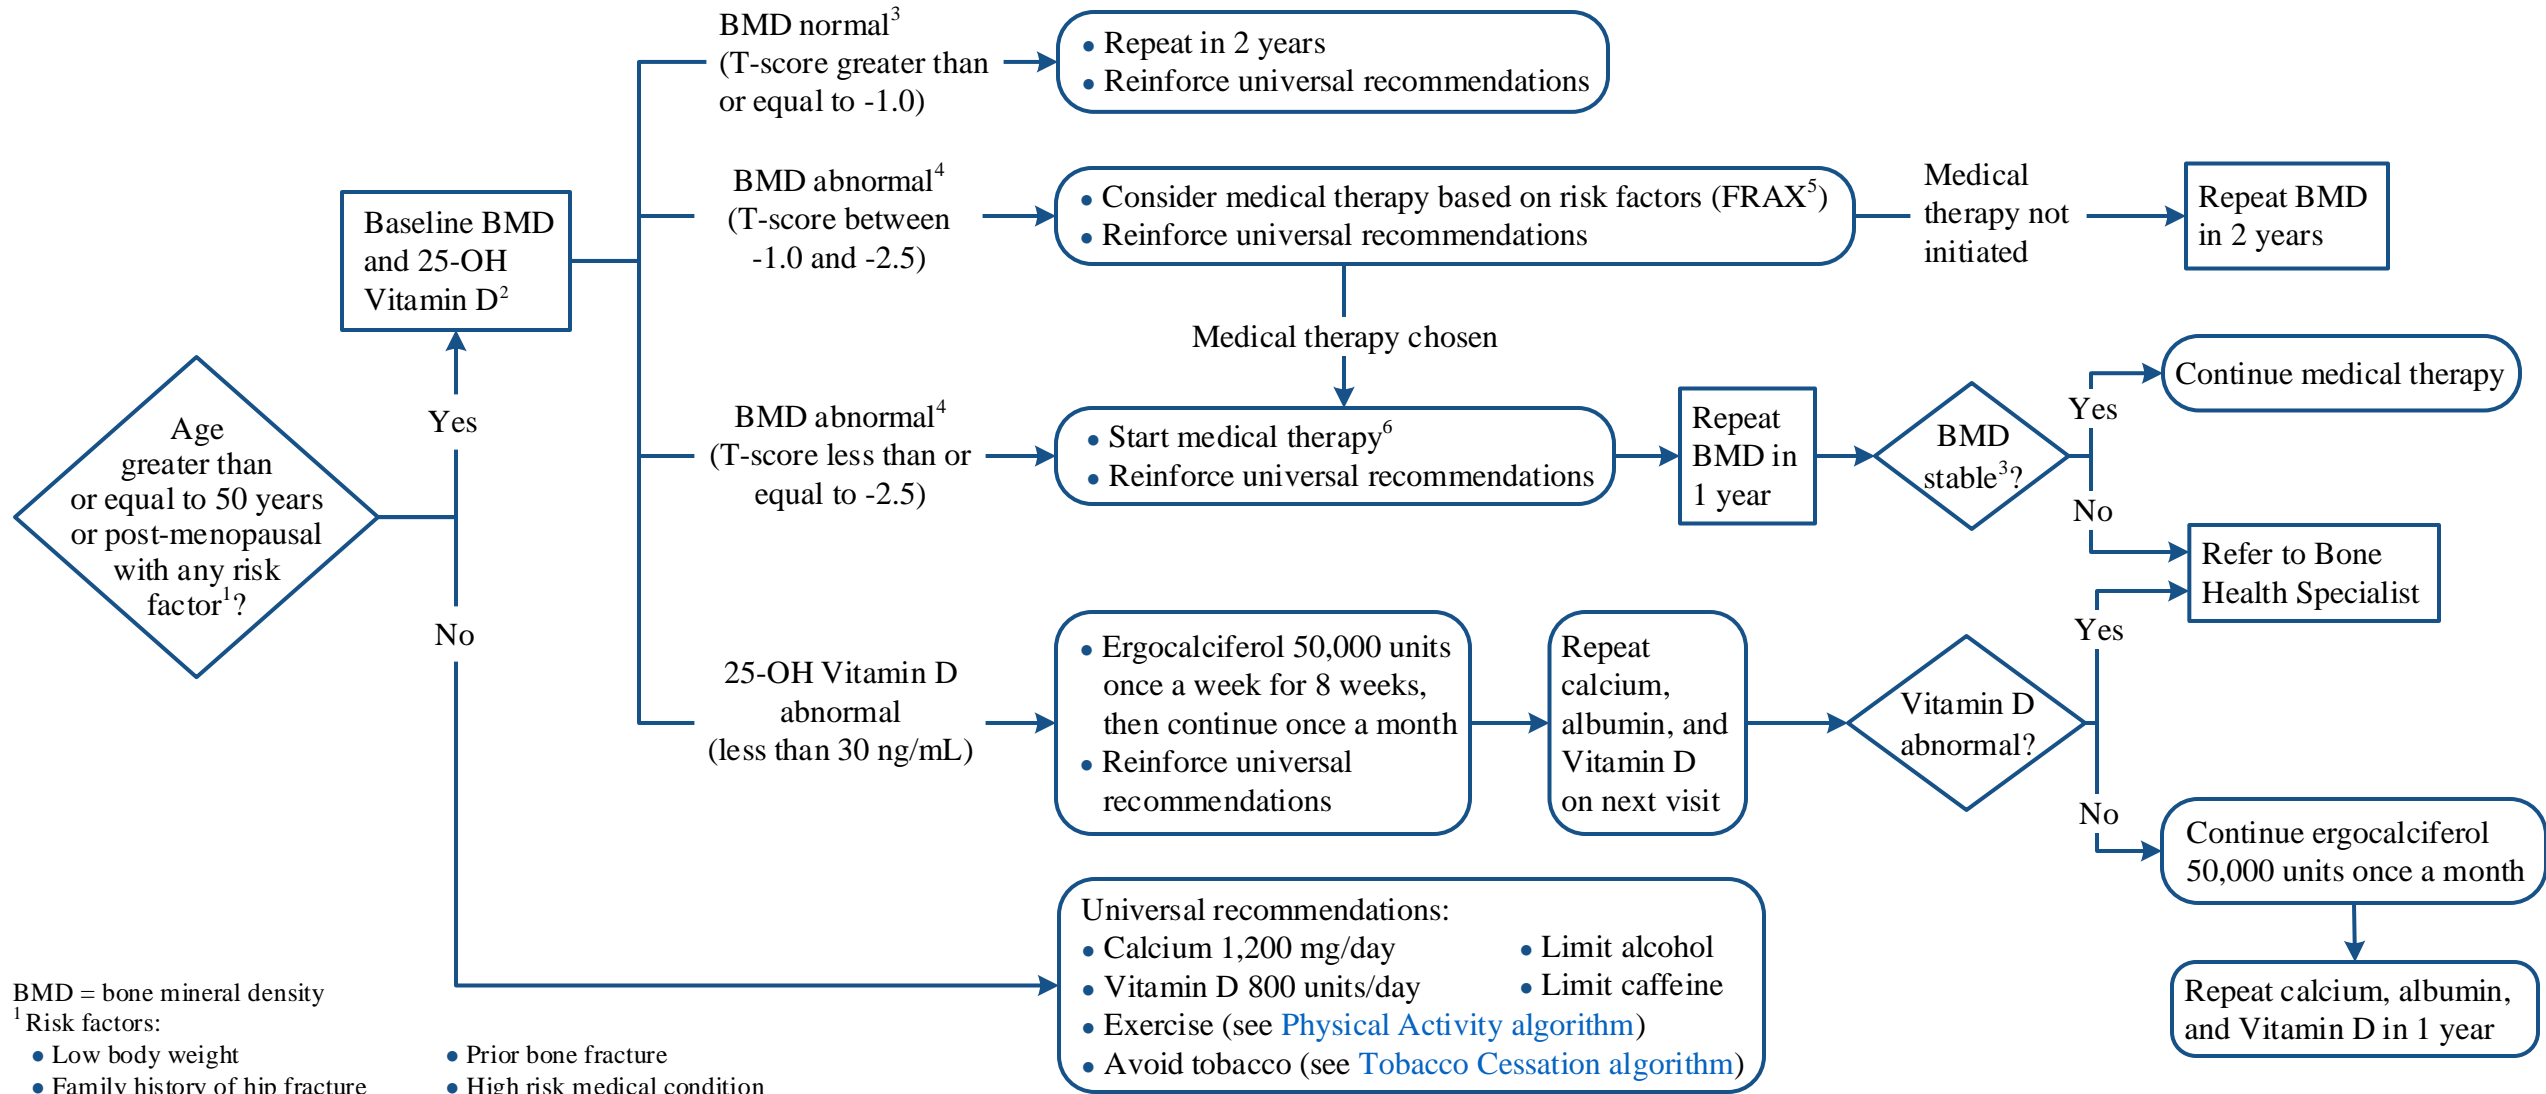 Age
greater than
or equal to 50 years
or post-menopausal
with any risk
factor1?
Yes
No
Baseline BMD
and 25-OH
Vitamin D2
BMD normal3
(T-score greater than
or equal to -1.0)
• Repeat in 2 years
• Reinforce universal recommendations
BMD abnormal4
(T-score between
-1.0 and -2.5)
• Consider medical therapy based on risk factors (FRAX5)
• Reinforce universal recommendations
Medical
therapy not
initiated
Repeat BMD
in 2 years
Medical therapy chosen
BMD abnormal4
(T-score less than or
equal to -2.5)
• Start medical therapy6
• Reinforce universal recommendations
Repeat
BMD in
1 year
BMD
stable3?
Yes
Continue medical therapy
No
Refer to Bone
Health Specialist
25-OH Vitamin D
abnormal
(less than 30 ng/mL)
• Ergocalciferol 50,000 units
once a week for 8 weeks,
then continue once a month
• Reinforce universal
recommendations
Repeat
calcium,
albumin, and
Vitamin D
on next visit
Vitamin D
abnormal?
Yes
No
Continue ergocalciferol
50,000 units once a month
Repeat calcium, albumin,
and Vitamin D in 1 year
Universal recommendations:
• Calcium 1,200 mg/day
• Limit alcohol
• Vitamin D 800 units/day
• Limit caffeine
• Exercise (see Physical Activity algorithm)
• Avoid tobacco (see Tobacco Cessation algorithm)
BMD = bone mineral density
1 Risk factors:
• Low body weight
• Prior bone fracture
• Family history of hip fracture
• High risk medical condition